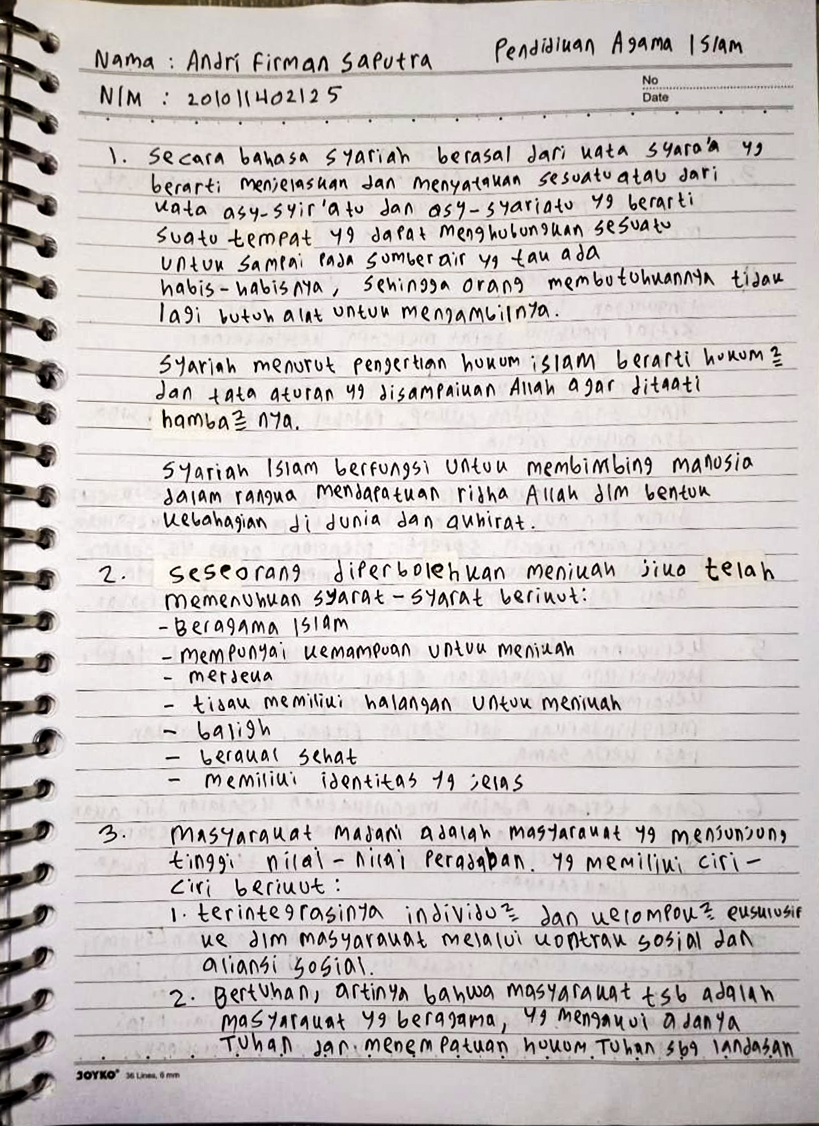 Nama : Andri Firman Saputra Pendidikan Agama Islam
NIM : 201011402125
No
Date
1. Secara bahasa syariah berasal dari kata syara'a yg
berarti menjelaskan dan menyatakan sesuatu atau dari
kata asy-syir'atu dan asy-syariatu yg berarti
suatu tempat yg dapat menghubungkan sesuatu
untuk sampai pada sumber air yg tak ada
habis-habisnya, sehingga orang membutuhkannya tidak
lagi butuh alat untuk mengambilnya.
Syariah menurut pengertian hukum islam berarti hukum2
dan tata aturan yg disampaikan Allah agar ditaati
hamba2 nya.
Syariah Islam berfungsi untuk membimbing manusia
dalam rangka mendapatkan ridha Allah dlm bentuk
kebahagian di dunia dan akhirat.
2. Seseorang diperbolehkan menikah jika telah
memenuhkan syarat-syarat berikut:
- Beragama Islam
- mempunyai kemampuan untuk menikah
- merdeka
- tidak memiliki halangan untuk menikah
- baligh
- berakal sehat
- memiliki identitas yg jelas
3. Masyarakat madani adalah masyarakat yg menjunjung
tinggi nilai-nilai peradaban. yg memiliki ciri-
ciri berikut :
1. terintegrasinya individu2 dan kelompok2 eksklusif
ke dlm masyarakat melalui kontrak sosial dan
aliansi sosial.
2. Bertuhan, artinya bahwa masyarakat tsb adalah
masyarakat yg beragama, yg mengakui adanya
Tuhan dan menempatkan hukum Tuhan sbg landasan
JOYKO 36 Lines, 6 mm